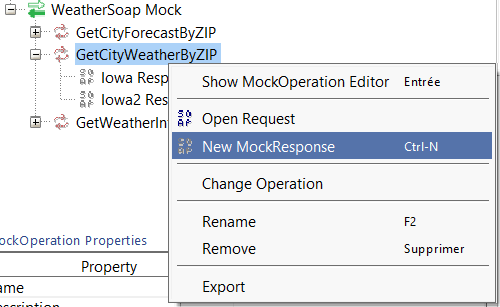 WeatherSoap Mock
GetCityForecastByZIP
GetCityWeatherByZIP
Iowa Resp
Iowa2 Res
GetWeatherIn
Show MockOperation Editor Entrée
Open Request
New MockResponse Ctrl-N
Change Operation
Rename F2
Remove Supprimer
Export
ockOperation Properties
Property
ame